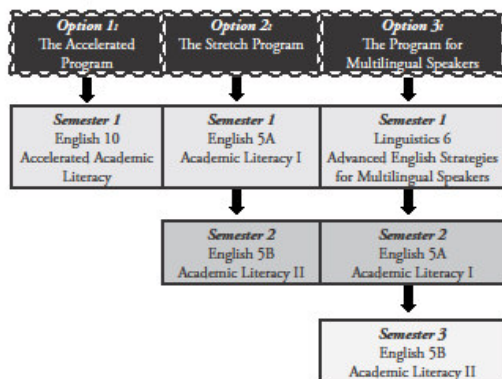 Option 1:
The Accelerated
Program
Option 2:
The Stretch Program
Option 3:
The Program for
Multilingual Speakers
Semester 1
English 10
Accelerated Academic
Literacy
Semester 1
English 5A
Academic Literacy I
Semester 1
Linguistics 6
Advanced English Strategies
for Multilingual Speakers
Semester 2
English 5B
Academic Literacy II
Semester 2
English 5A
Academic Literacy I
Semester 3
English 5B
Academic Literacy II